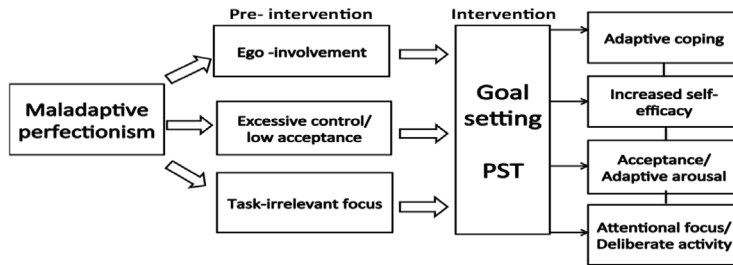 Pre- intervention
Intervention
Maladaptive
perfectionism
Ego -involvement
Excessive control/
low acceptance
Task-irrelevant focus
Goal
setting
PST
Adaptive coping
Increased self-
efficacy
Acceptance/
Adaptive arousal
Attentional focus/
Deliberate activity